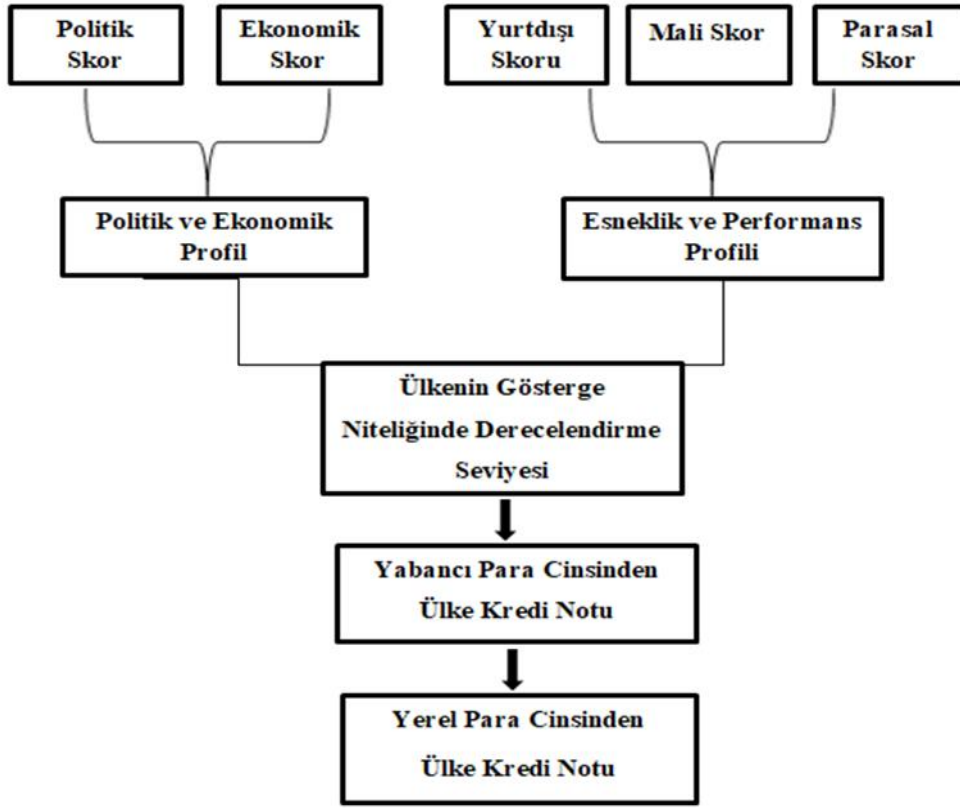 Politik
Skor
Ekonomik
Skor
Yurtdışı
Skoru
Mali Skor
Parasal
Skor
Politik ve Ekonomik
Profil
Esneklik ve Performans
Profili
Ülkenin Gösterge
Niteliğinde Derecelendirme
Seviyesi
Yabancı Para Cinsinden
Ülke Kredi Notu
Yerel Para Cinsinden
Ülke Kredi Notu